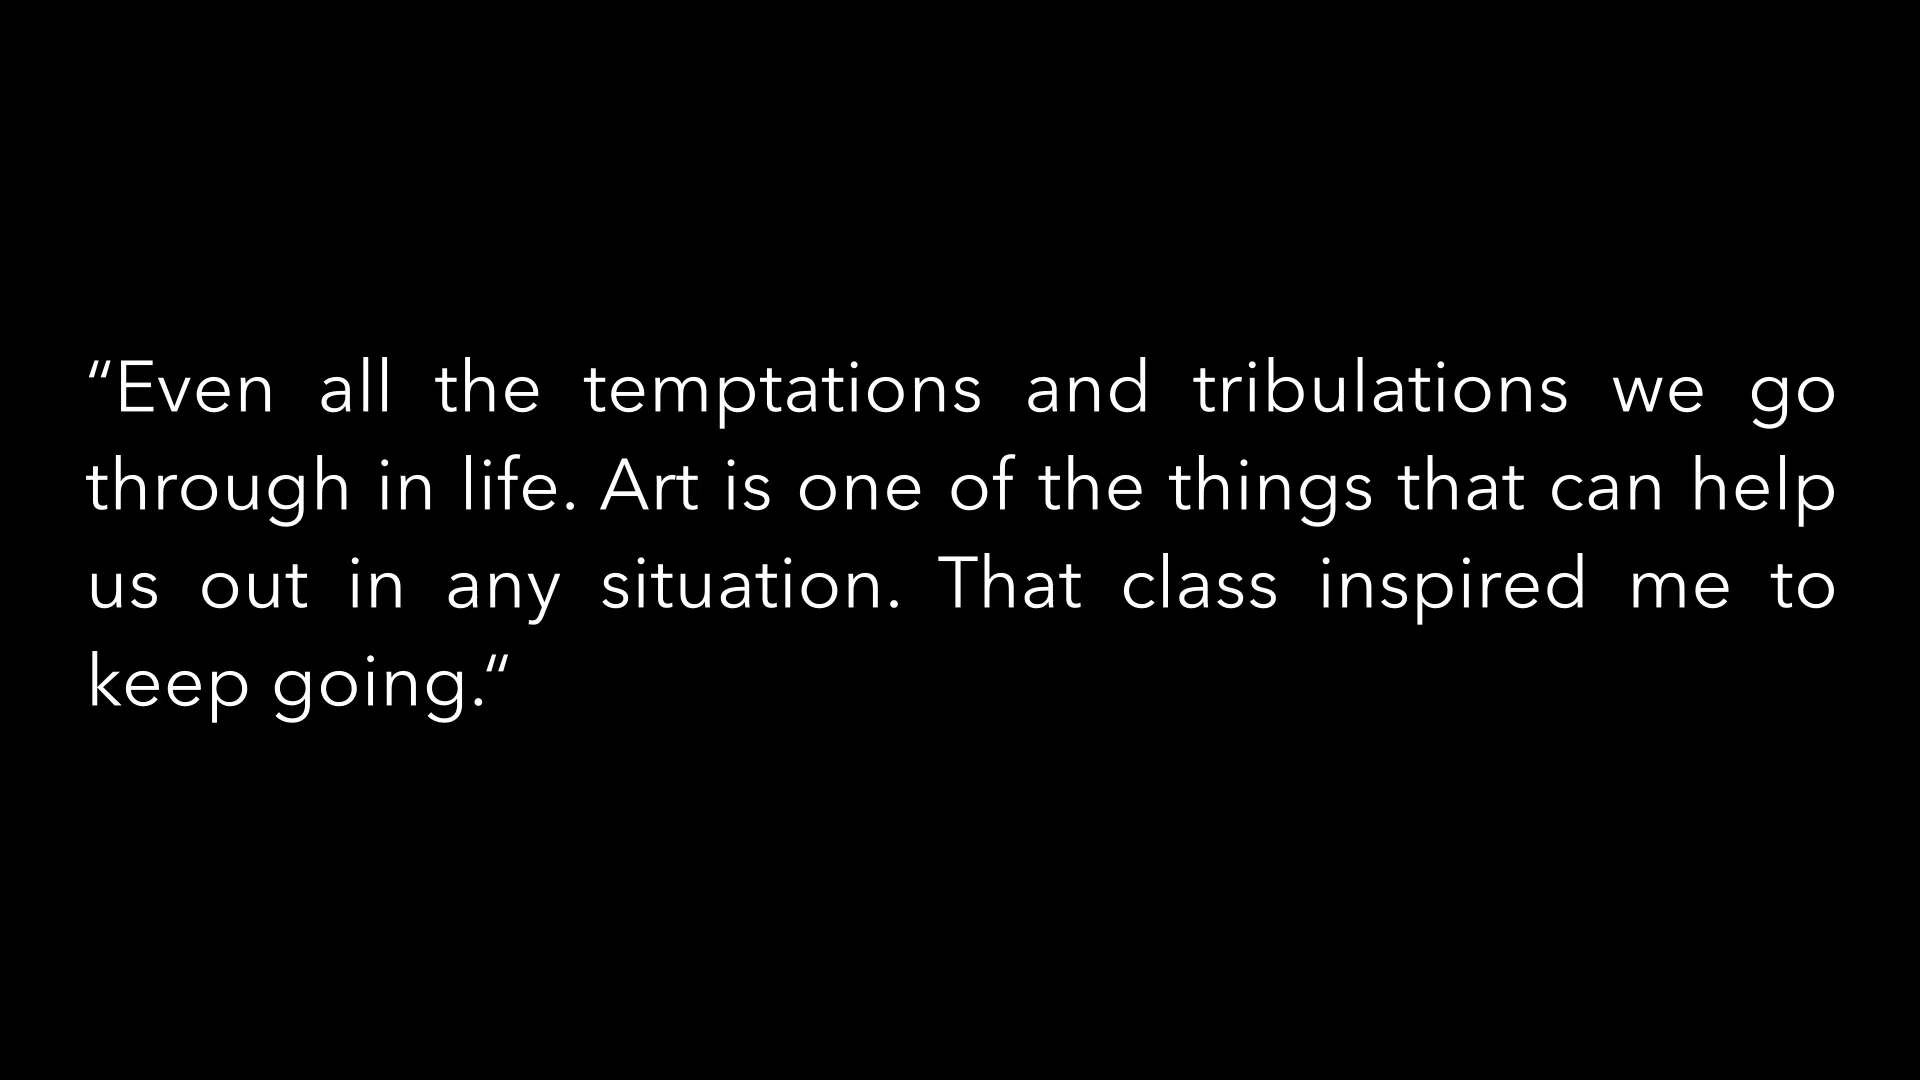 “Even all the temptations and tribulations we go
through in life. Art is one of the things that can help
us out in any situation. That class inspired me to
keep going.“